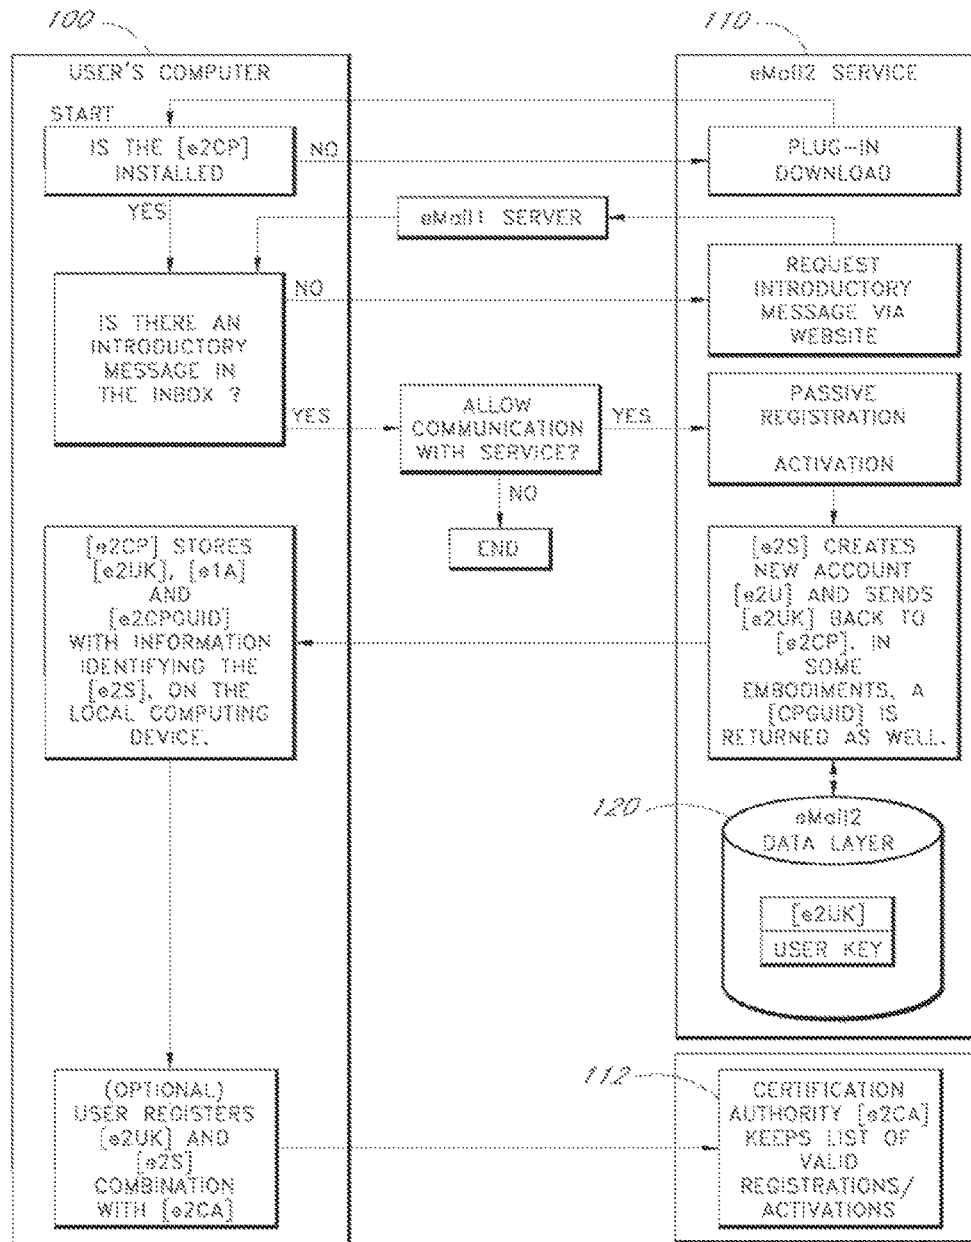 100
110
USER'S COMPUTER
eMail2 SERVICE
START
IS THE [e2CP]
INSTALLED
NO
PLUG-IN
DOWNLOAD
YES
eMail1 SERVER
IS THERE AN
INTRODUCTORY
MESSAGE IN
THE INBOX ?
NO
REQUEST
INTRODUCTORY
MESSAGE VIA
WEBSITE
YES
ALLOW
COMMUNICATION
WITH SERVICE?
YES
PASSIVE
REGISTRATION
ACTIVATION
NO
END
[e2CP] STORES
[e2UK], [e1A]
AND
[e2CPGUID]
WITH INFORMATION
IDENTIFYING THE
[e2S], ON THE
LOCAL COMPUTING
DEVICE.
[e2S] CREATES
NEW ACCOUNT
[e2U] AND SENDS
[e2UK] BACK TO
[e2CP]. IN
SOME
EMBODIMENTS, A
[CPGUID] IS
RETURNED AS WELL.
120
eMail2
DATA LAYER
[e2UK]
USER KEY
(OPTIONAL)
USER REGISTERS
[e2UK] AND
[e2S]
COMBINATION
WITH [e2CA]
112
CERTIFICATION
AUTHORITY [e2CA]
KEEPS LIST OF
VALID
REGISTRATIONS/
ACTIVATIONS